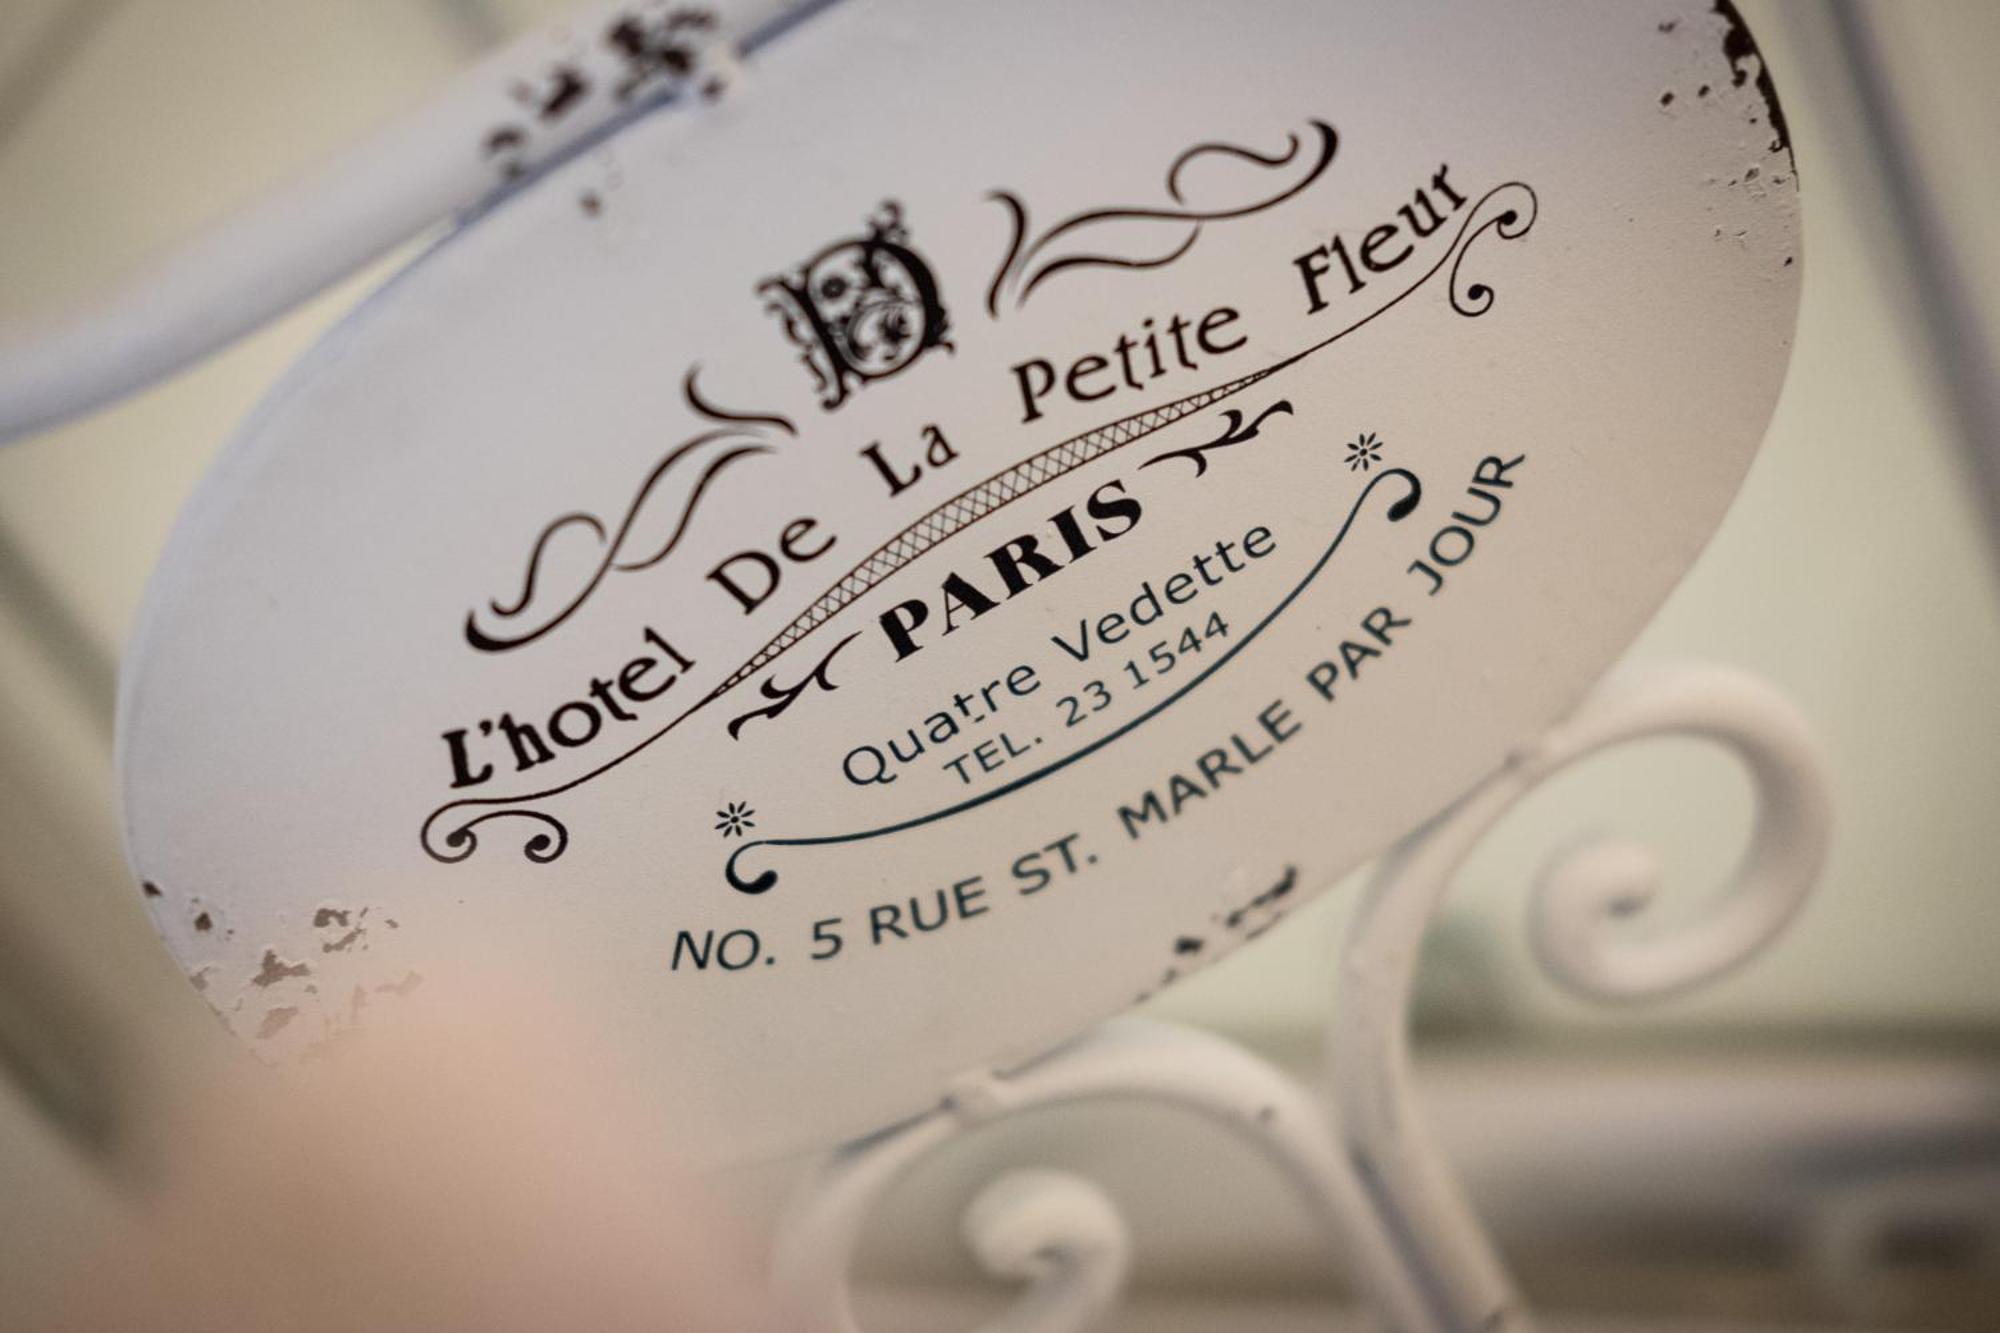 D
L'hotel De La Petite Fleur
PARIS
Quatre Vedette
TEL. 23 1544
NO. 5 RUE ST. MARLE PAR JOUR